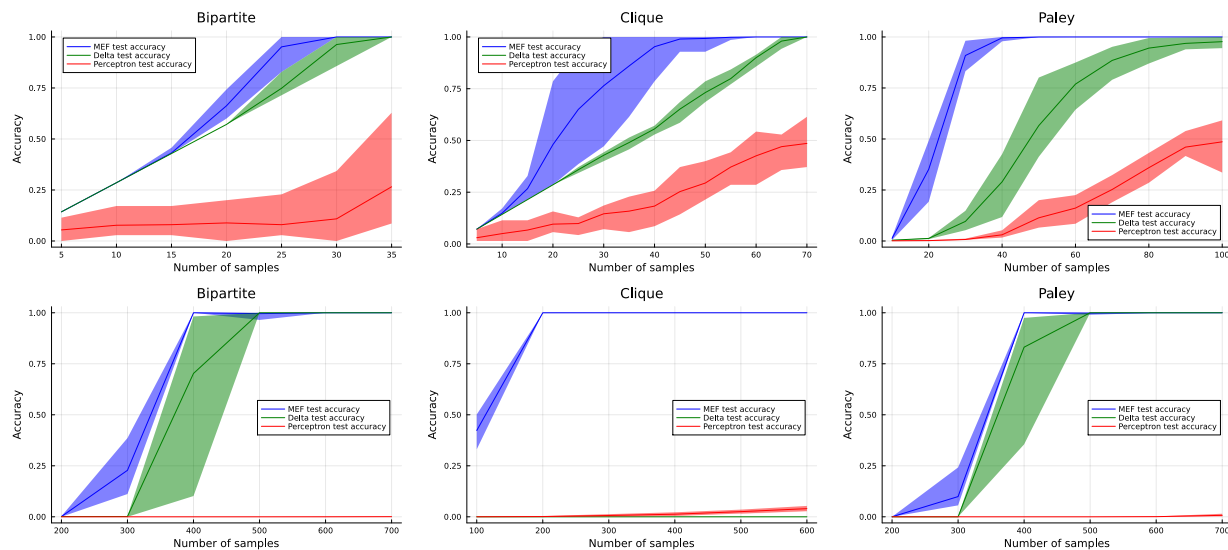 Bipartite
1.00
0.75
0.50
0.25
0.00
Accuracy
MEF test accuracy
Delta test accuracy
Perceptron test accuracy
5 10 15 20 25 30 35
Number of samples
Clique
1.00
0.75
0.50
0.25
0.00
Accuracy
MEF test accuracy
Delta test accuracy
Perceptron test accuracy
10 20 30 40 50 60 70
Number of samples
Paley
1.00
0.75
0.50
0.25
0.00
Accuracy
MEF test accuracy
Delta test accuracy
Perceptron test accuracy
20 40 60 80 100
Number of samples
Bipartite
1.00
0.75
0.50
0.25
0.00
Accuracy
MEF test accuracy
Delta test accuracy
Perceptron test accuracy
200 300 400 500 600 700
Number of samples
Clique
1.00
0.75
0.50
0.25
0.00
Accuracy
MEF test accuracy
Delta test accuracy
Perceptron test accuracy
100 200 300 400 500 600
Number of samples
Paley
1.00
0.75
0.50
0.25
0.00
Accuracy
MEF test accuracy
Delta test accuracy
Perceptron test accuracy
200 300 400 500 600 700
Number of samples